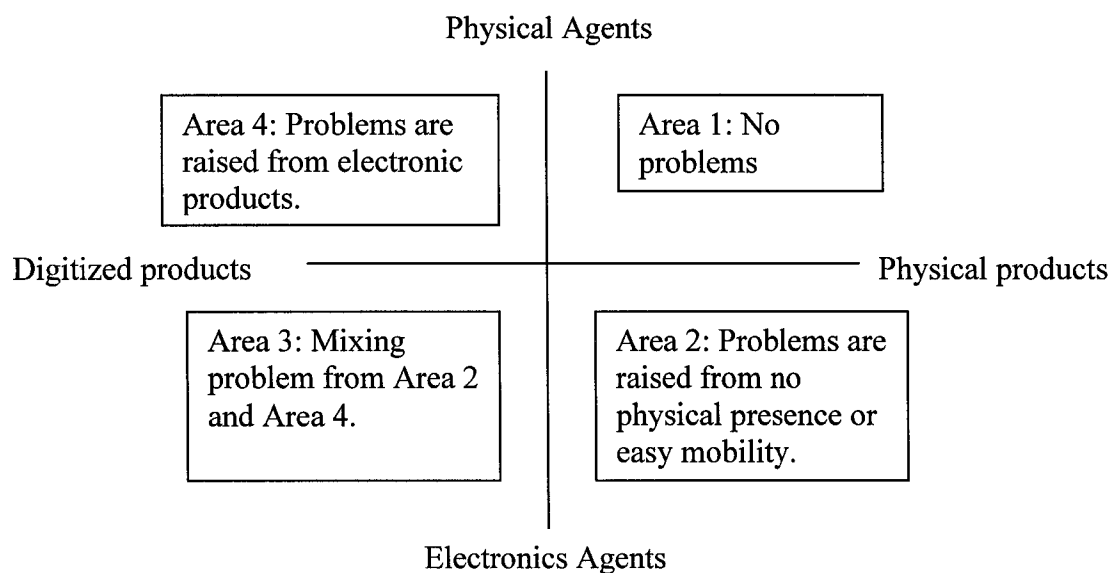 Physical Agents
Area 4: Problems are
raised from electronic
products.
Area 1: No
problems
Digitized products
Physical products
Area 3: Mixing
problem from Area 2
and Area 4.
Area 2: Problems are
raised from no
physical presence or
easy mobility.
Electronics Agents